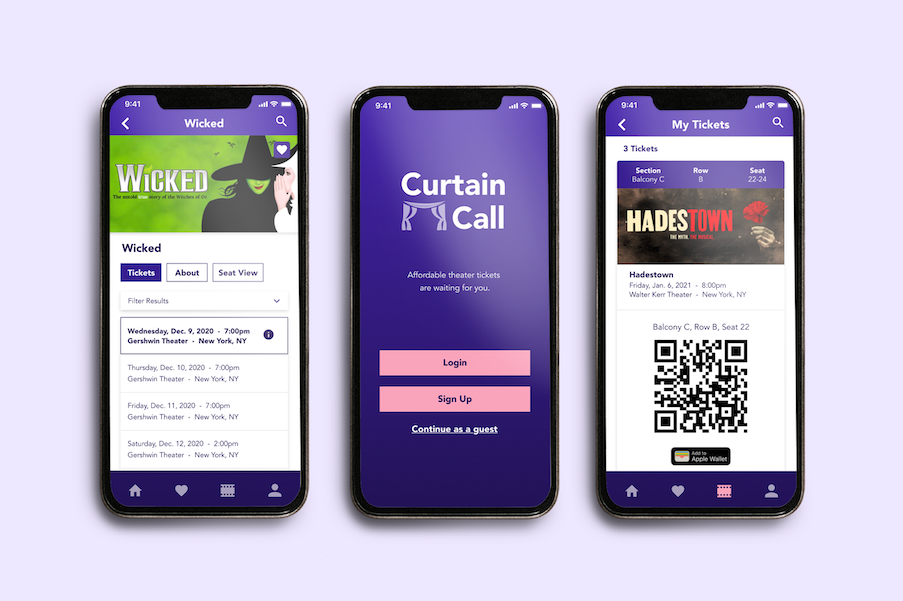 9:41
Wicked
WICKED
The untold true story of the Witches of Oz
Wicked
Tickets
About
Seat View
Filter Results
Wednesday, Dec. 9, 2020 - 7:00pm
Gershwin Theater - New York, NY
Thursday, Dec. 10, 2020 - 7:00pm
Gershwin Theater - New York, NY
Friday, Dec. 11, 2020 - 7:00pm
Gershwin Theater - New York, NY
Saturday, Dec. 12, 2020 - 2:00pm
Gershwin Theater - New York, NY
9:41
Curtain
Call
Affordable theater tickets
are waiting for you.
Login
Sign Up
Continue as a guest
9:41
My Tickets
3 Tickets
Section Row Seat
Balcony C B 22-24
HADESTOWN
THE MYTH. THE MUSICAL.
Hadestown
Friday, Jan. 6, 2021 - 8:00pm
Walter Kerr Theater - New York, NY
Balcony C, Row B, Seat 22
Add to
Apple Wallet